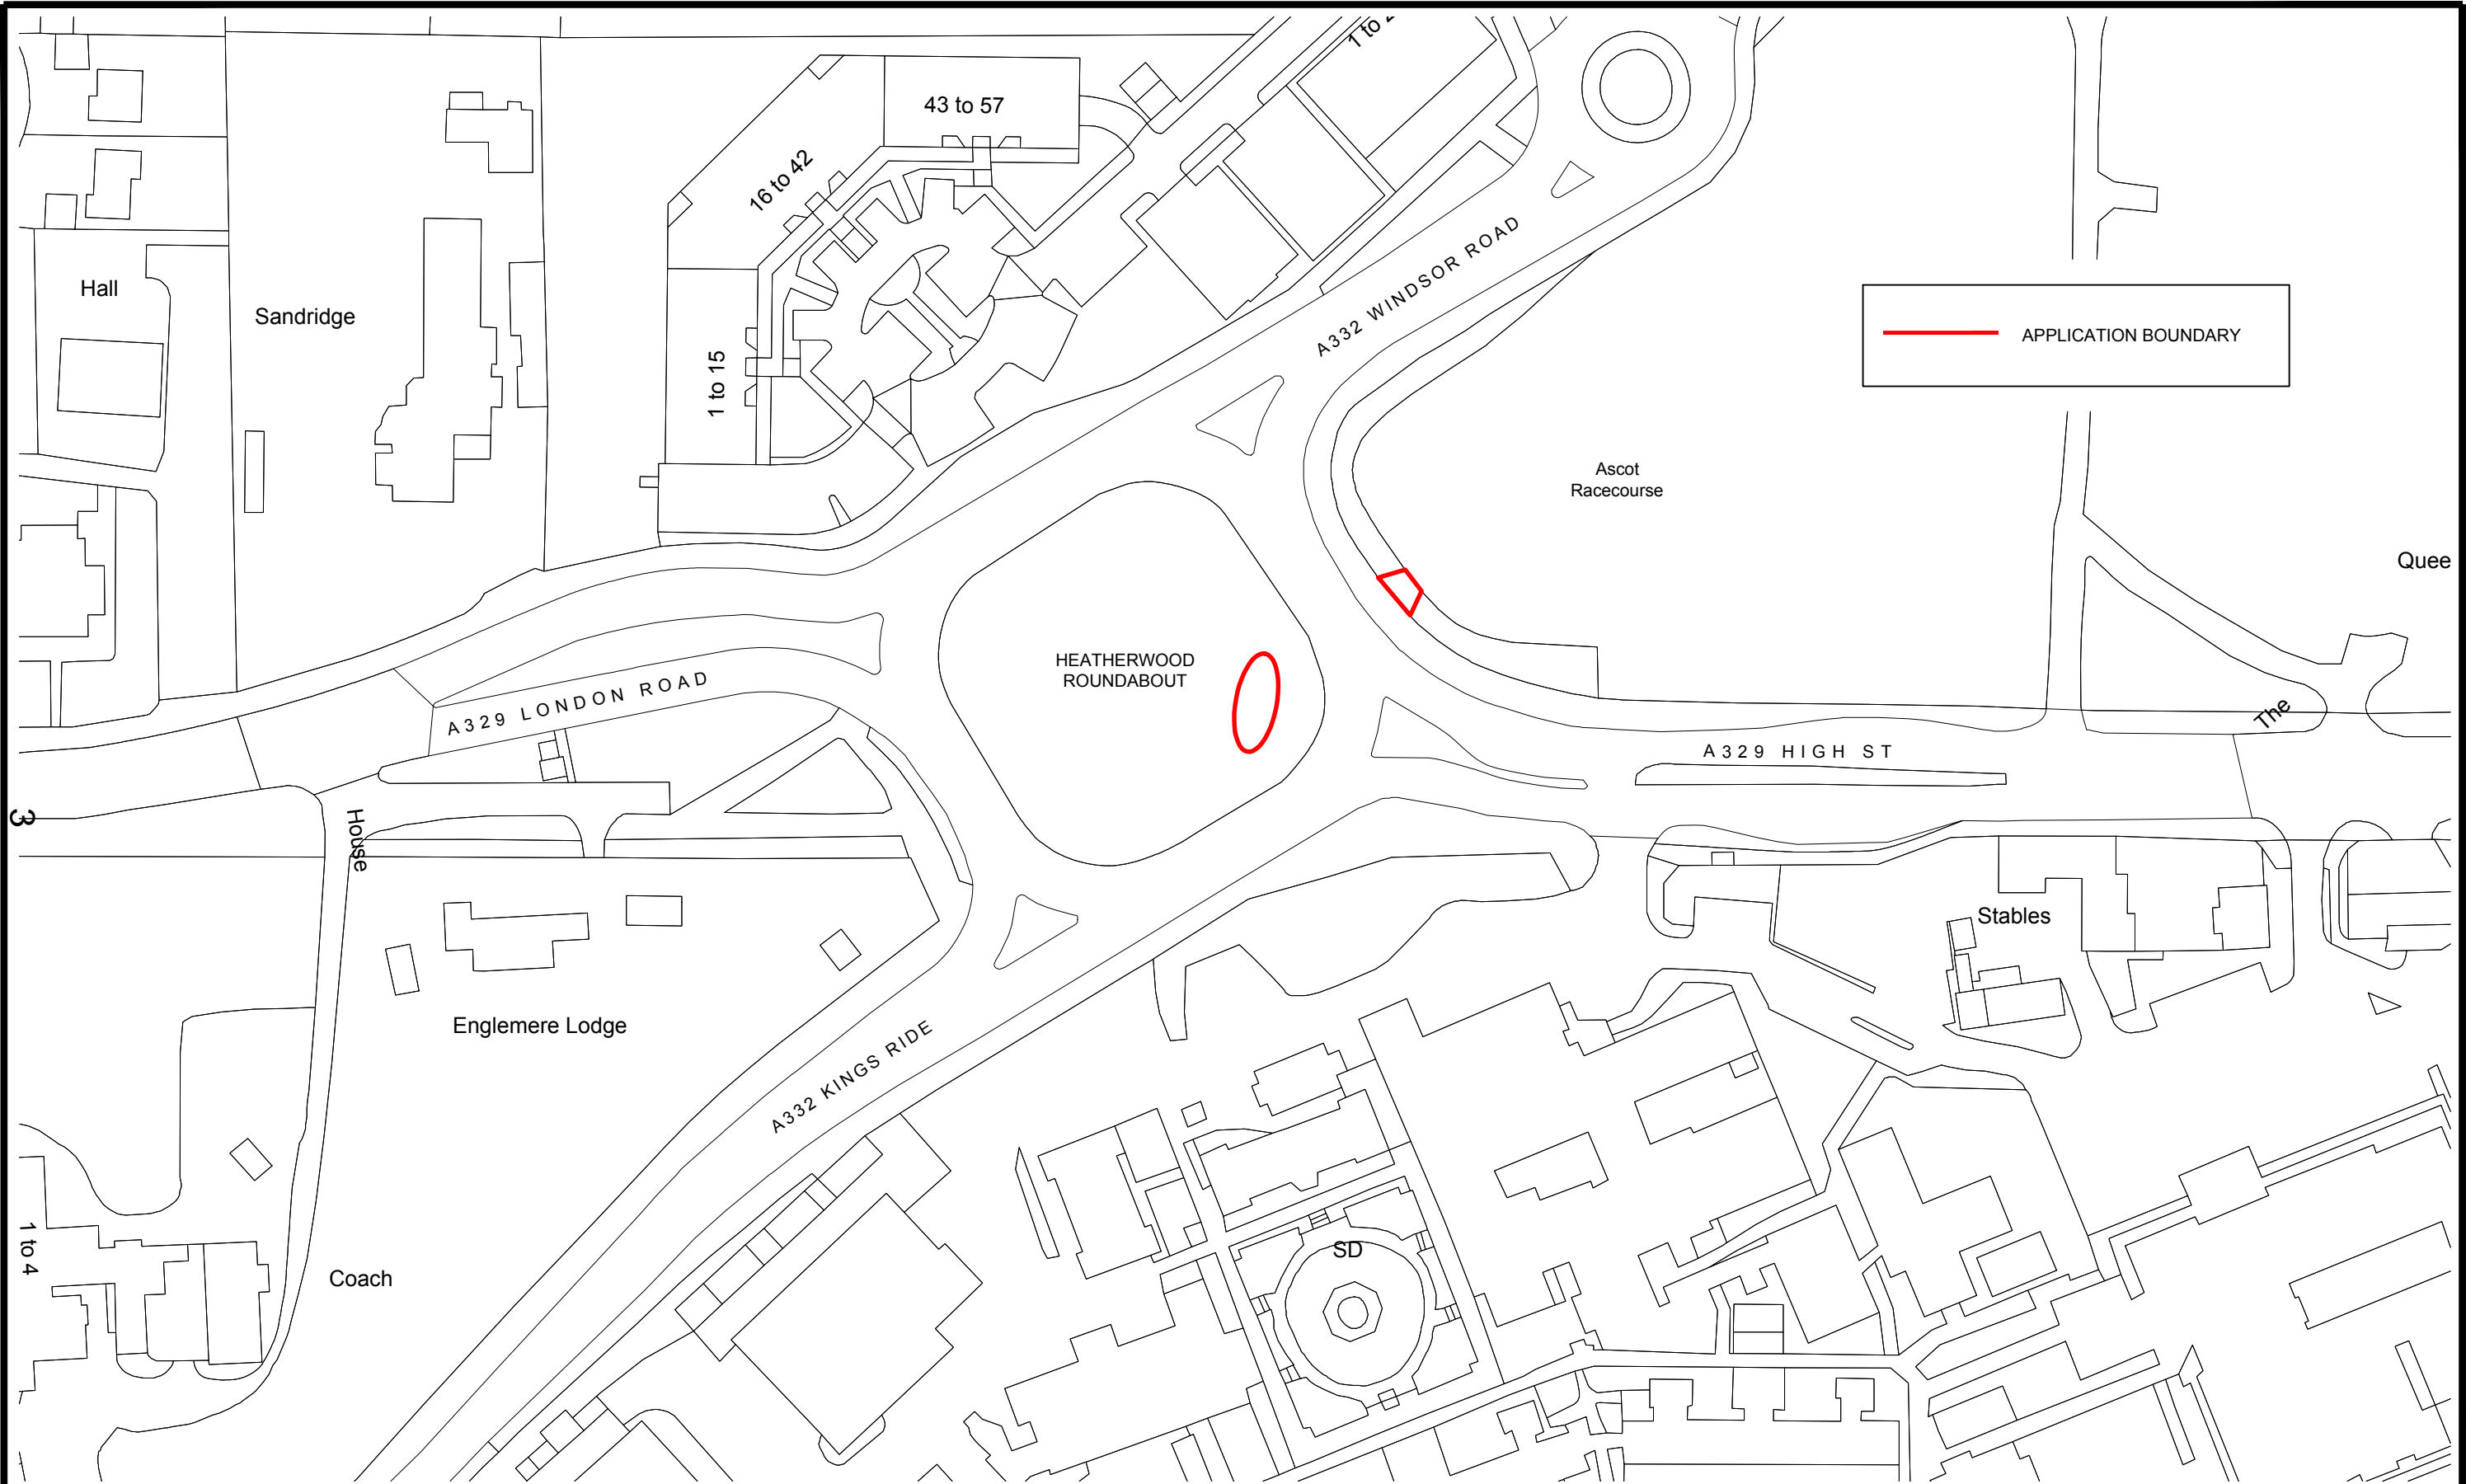 43 to 57
16 to 42
Hall
Sandridge
1 to 15
A332 WINDSOR ROAD
APPLICATION BOUNDARY
Ascot
Racecourse
Quee
HEATHERWOOD
ROUNDABOUT
A329 LONDON ROAD
The
A329 HIGH ST
3
House
Stables
Englemere Lodge
A332 KINGS RIDE
1 to 4
Coach
SD